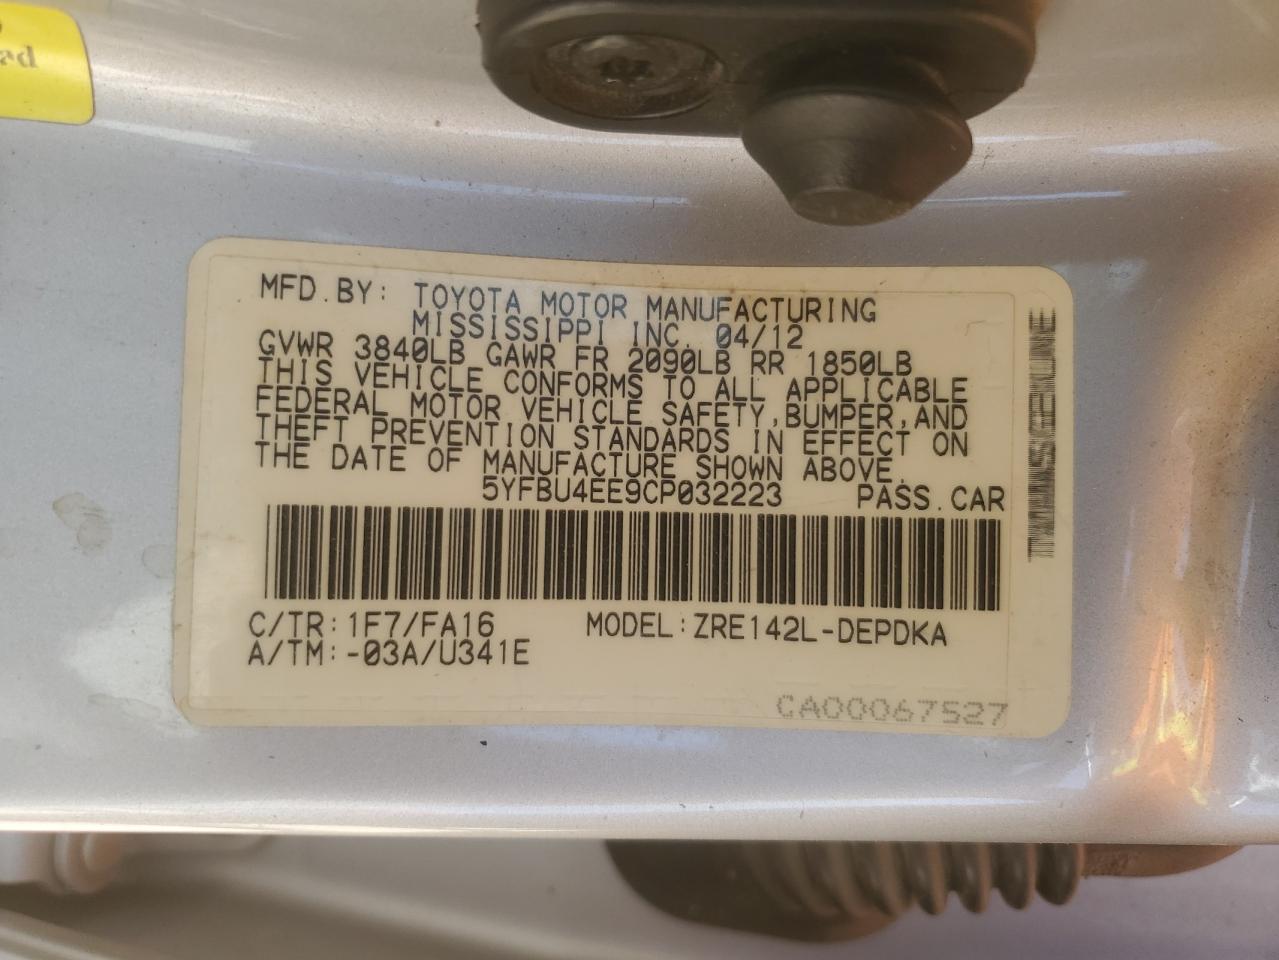 MFD.BY: TOYOTA MOTOR MANUFACTURING
MISSISSIPPI INC. 04/12
GVWR 3840LB GAWR FR 2090LB RR 1850LB
THIS VEHICLE CONFORMS TO ALL APPLICABLE
FEDERAL MOTOR VEHICLE SAFETY,BUMPER,AND
THEFT PREVENTION STANDARDS IN EFFECT ON
THE DATE OF MANUFACTURE SHOWN ABOVE.
5YFBU4EE9CP032223 PASS.CAR
C/TR:1F7/FA16 MODEL:ZRE142L-DEPDKA
A/TM:-03A/U341E
CA00067527